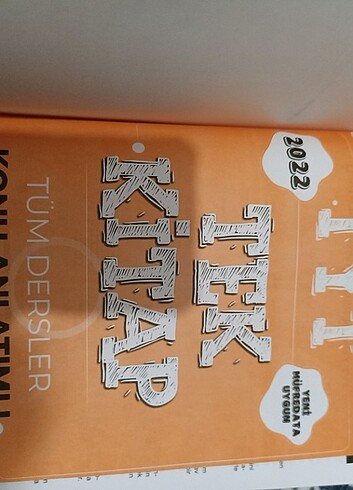 2022
TYT
YENİ
MÜFREDATA
UYGUN
TEK
KİTAP
TÜM DERSLER
KONU ANLATIMLI